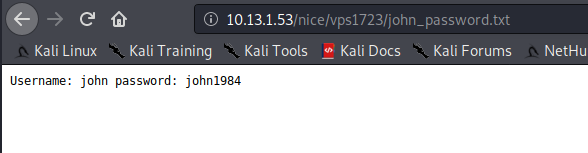 10.13.1.53/nice/vps1723/john_password.txt
Kali Linux Kali Training Kali Tools Kali Docs Kali Forums NetHu
Username: john password: john1984